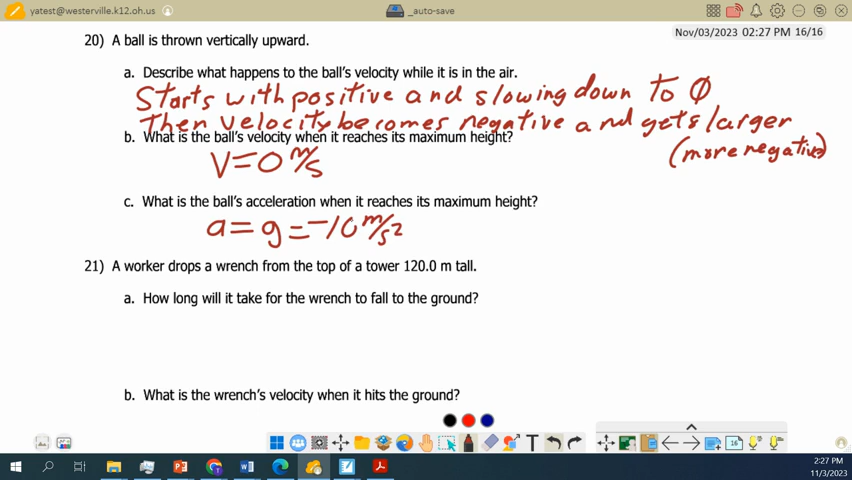 yatest@westerville.k12.oh.us
_auto-save
Nov/03/2023 02:27 PM 16/16
20) A ball is thrown vertically upward.
a. Describe what happens to the ball's velocity while it is in the air.
Starts with positive and slowing down to 0
Then velocity becomes negative and gets larger
(more negative)
b. What is the ball's velocity when it reaches its maximum height?
V=0 m/s
c. What is the ball's acceleration when it reaches its maximum height?
a = g = -10 m/s²
21) A worker drops a wrench from the top of a tower 120.0 m tall.
a. How long will it take for the wrench to fall to the ground?
b. What is the wrench's velocity when it hits the ground?
T
16
2:27 PM
11/3/2023